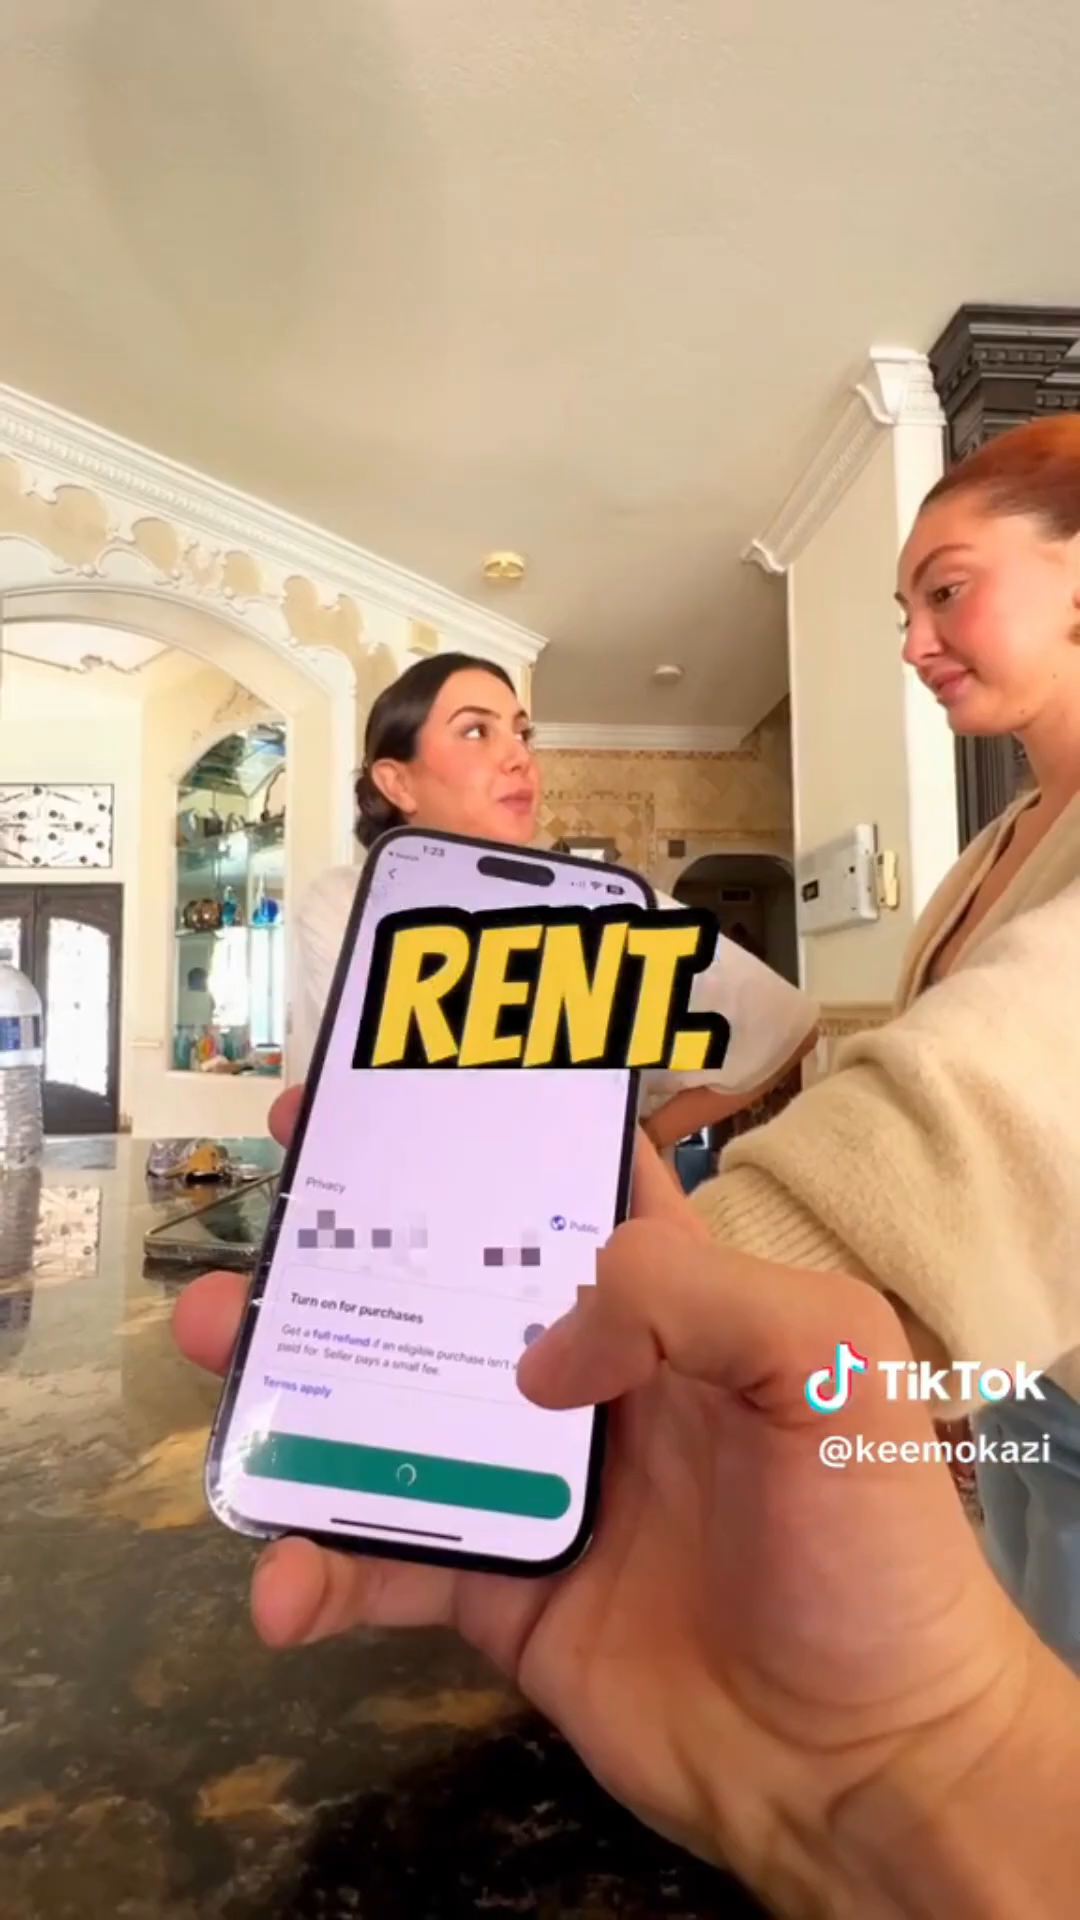 Search
1:23
RENT.
Privacy
Public
Turn on for purchases
Get a full refund if an eligible purchase isn't
paid for. Seller pays a small fee.
Terms apply
TikTok
@keemokazi